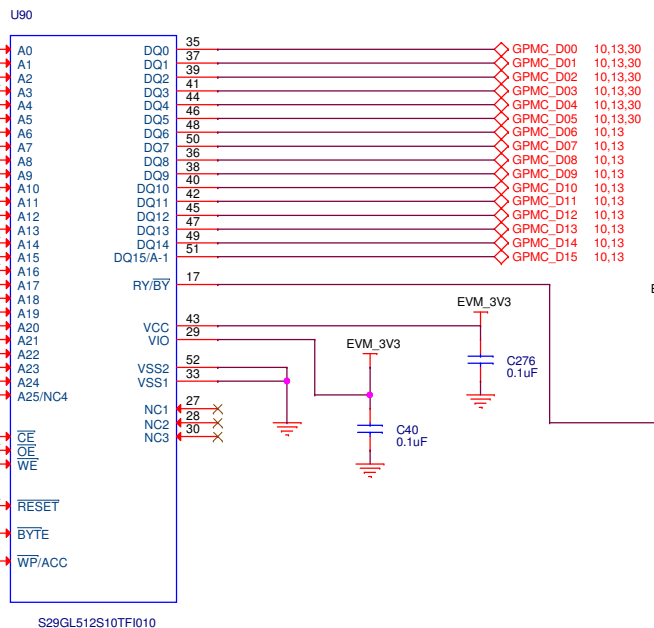 U90
35
A0 DQ0 GPMC_D00 10,13,30
37
A1 DQ1 GPMC_D01 10,13,30
39
A2 DQ2 GPMC_D02 10,13,30
41
A3 DQ3 GPMC_D03 10,13,30
44
A4 DQ4 GPMC_D04 10,13,30
46
A5 DQ5 GPMC_D05 10,13,30
48
A6 DQ6 GPMC_D06 10,13
50
A7 DQ7 GPMC_D07 10,13
36
A8 DQ8 GPMC_D08 10,13
38
A9 DQ9 GPMC_D09 10,13
40
A10 DQ10 GPMC_D10 10,13
42
A11 DQ11 GPMC_D11 10,13
45
A12 DQ12 GPMC_D12 10,13
47
A13 DQ13 GPMC_D13 10,13
49
A14 DQ14 GPMC_D14 10,13
51
A15 DQ15/A-1 GPMC_D15 10,13
A16
17
A17 RY/BY
A18
EVM_3V3
A19
43
A20 VCC
29
A21 VIO
EVM_3V3
A22
52
A23 VSS2
C276
33
A24 VSS1
0.1uF
A25/NC4
27
NC1
28
NC2
30
CE NC3
C40
0.1uF
OE
WE
RESET
BYTE
WP/ACC
S29GL512S10TFI010